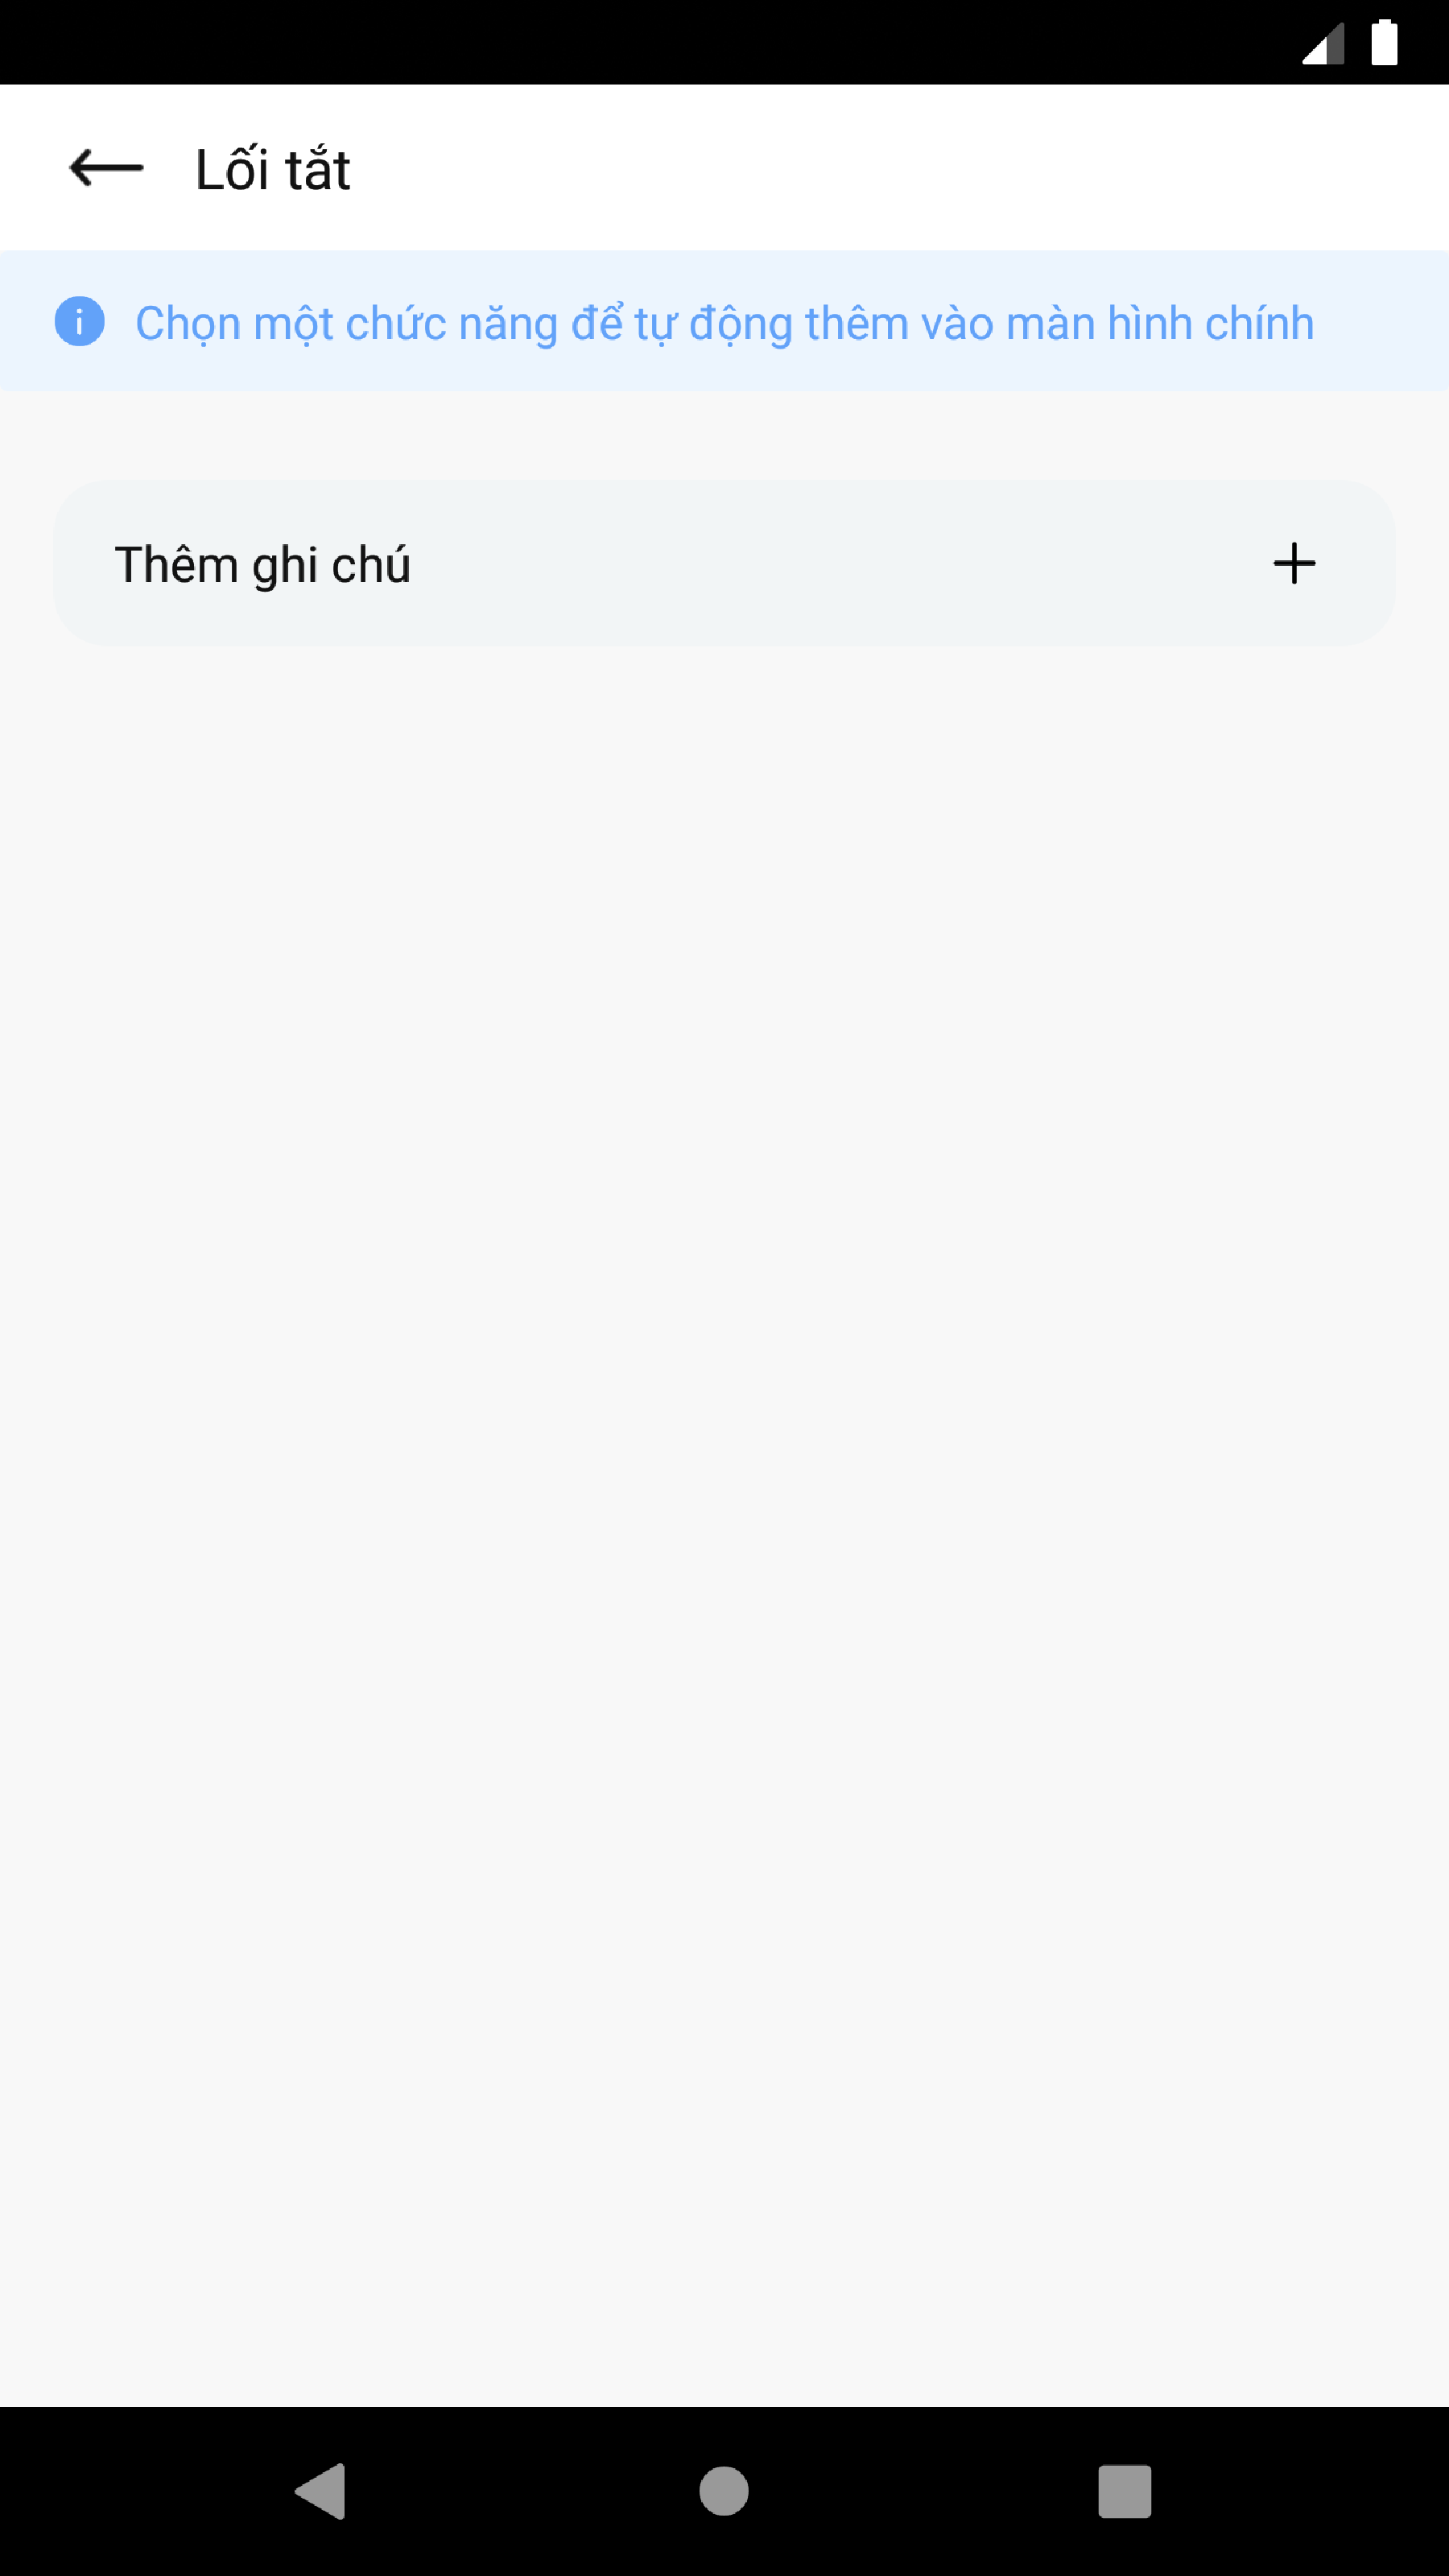 Lối tắt
Chọn một chức năng để tự động thêm vào màn hình chính
Thêm ghi chú